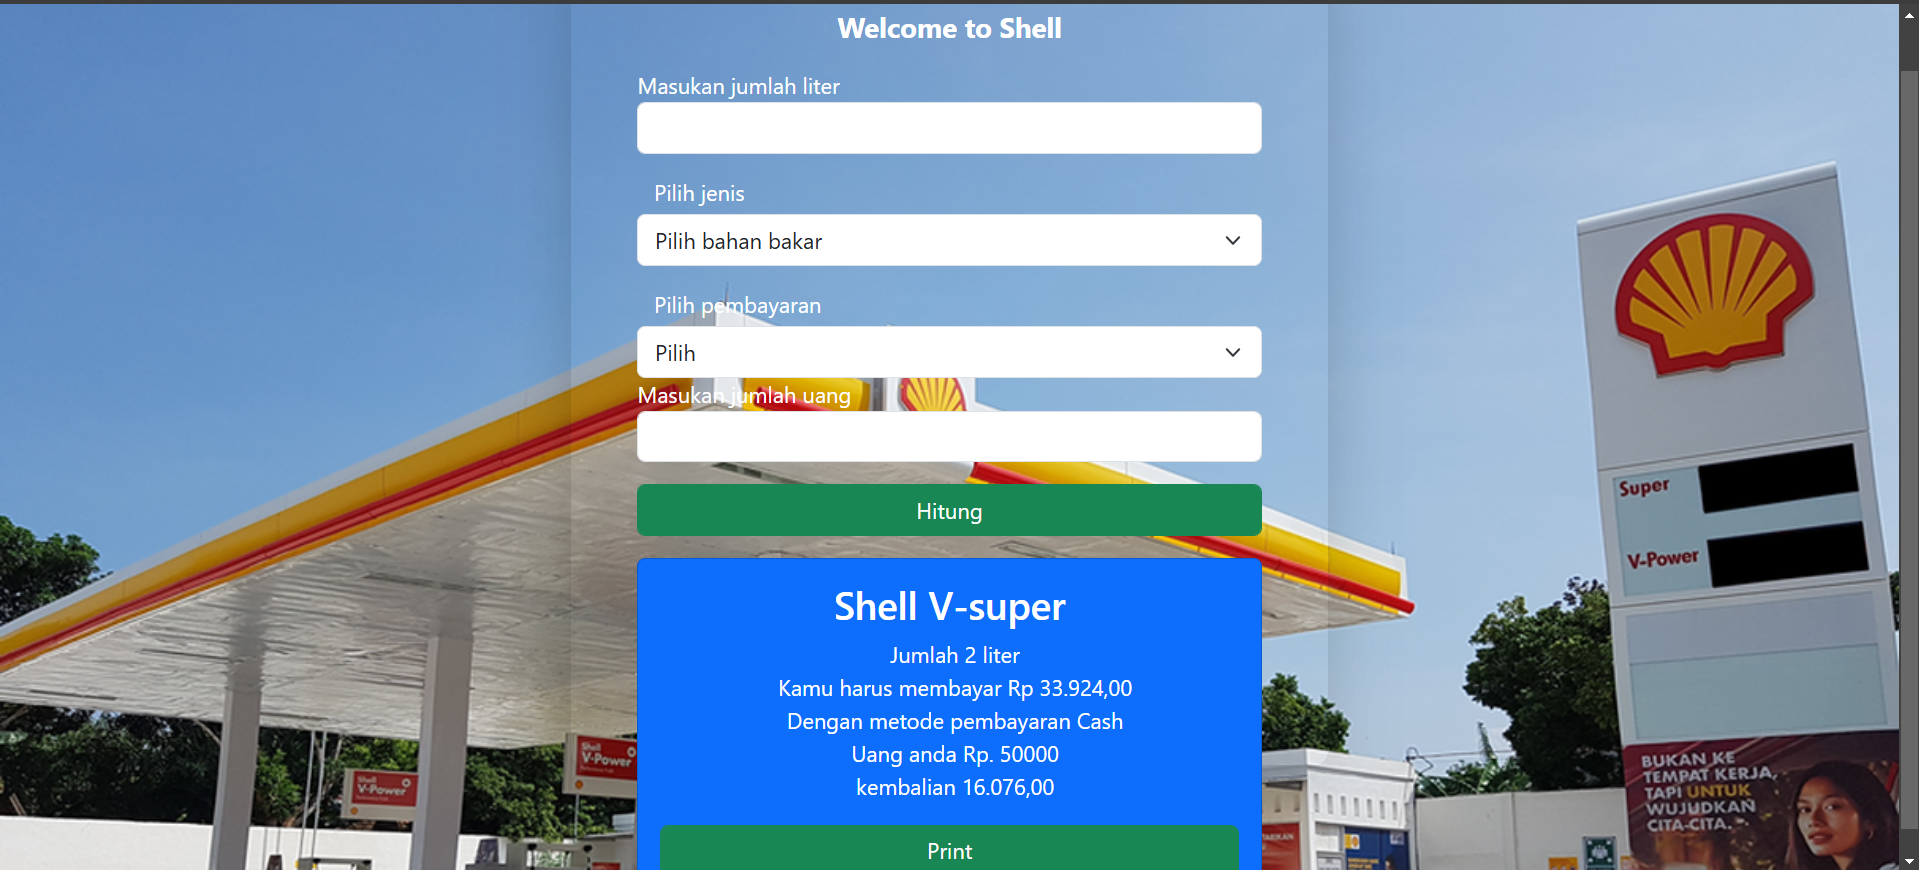 Welcome to Shell
Masukan jumlah liter
Pilih jenis
Pilih bahan bakar
Pilih pembayaran
Pilih
Masukan jumlah uang
Hitung
Shell V-super
Jumlah 2 liter
Kamu harus membayar Rp 33.924,00
Dengan metode pembayaran Cash
Uang anda Rp. 50000
kembalian 16.076,00
Print
Super
V-Power
Shell
V-Power
Shell
V-Power
BUKAN KE
TEMPAT KERJA,
TAPI UNTUK
WUJUDKAN
CITA-CITA.